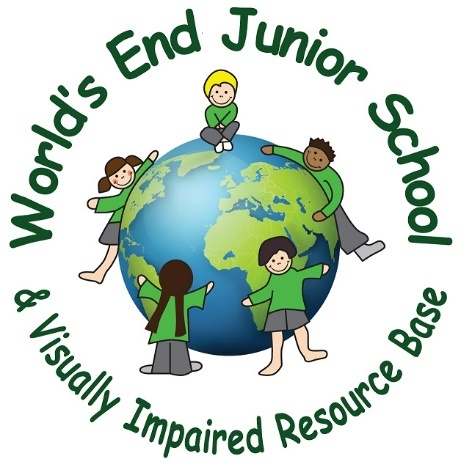 World's End Junior School
& Visually Impaired Resource Base